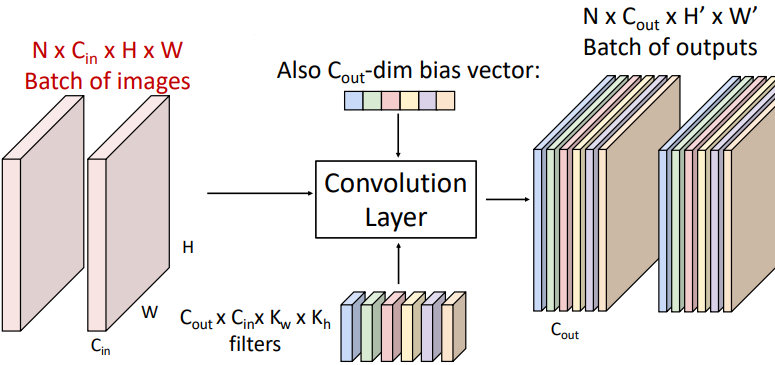 N x C_in x H x W
Batch of images
Also C_out-dim bias vector:
N x C_out x H’ x W’
Batch of outputs
Convolution
Layer
H
W
C_in
C_out x C_in x K_w x K_h
filters
C_out